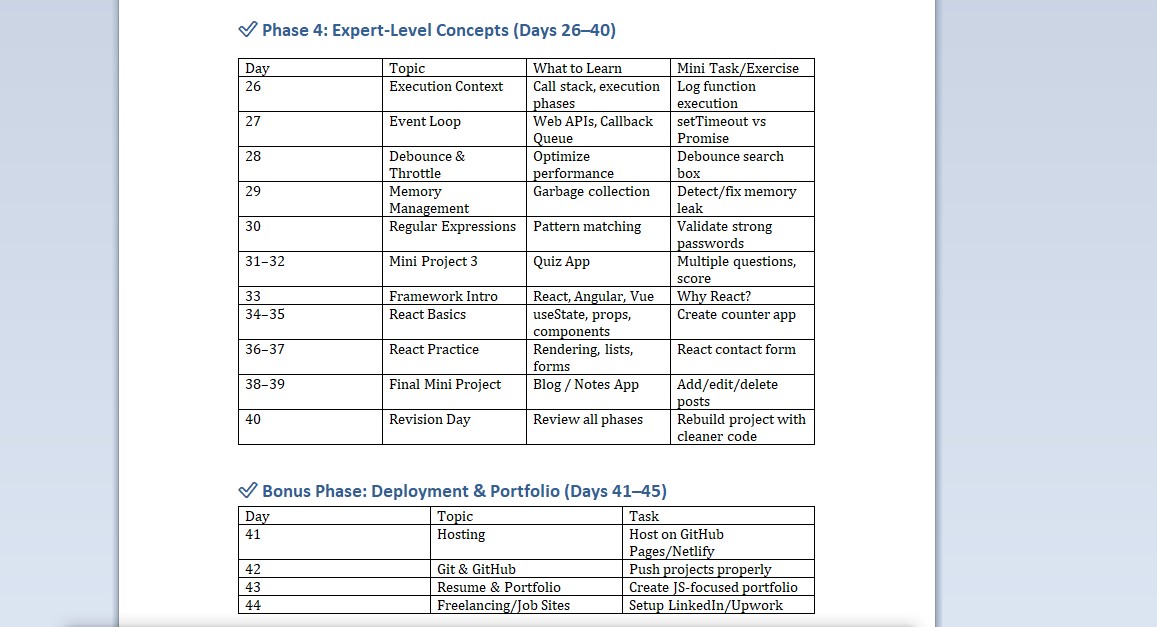 Phase 4: Expert-Level Concepts (Days 26–40)
Day Topic What to Learn Mini Task/Exercise
26 Execution Context Call stack, execution phases Log function execution
27 Event Loop Web APIs, Callback Queue setTimeout vs Promise
28 Debounce & Throttle Optimize performance Debounce search box
29 Memory Management Garbage collection Detect/fix memory leak
30 Regular Expressions Pattern matching Validate strong passwords
31–32 Mini Project 3 Quiz App Multiple questions, score
33 Framework Intro React, Angular, Vue Why React?
34–35 React Basics useState, props, components Create counter app
36–37 React Practice Rendering, lists, forms React contact form
38–39 Final Mini Project Blog / Notes App Add/edit/delete posts
40 Revision Day Review all phases Rebuild project with cleaner code
Bonus Phase: Deployment & Portfolio (Days 41–45)
Day Topic Task
41 Hosting Host on GitHub Pages/Netlify
42 Git & GitHub Push projects properly
43 Resume & Portfolio Create JS-focused portfolio
44 Freelancing/Job Sites Setup LinkedIn/Upwork